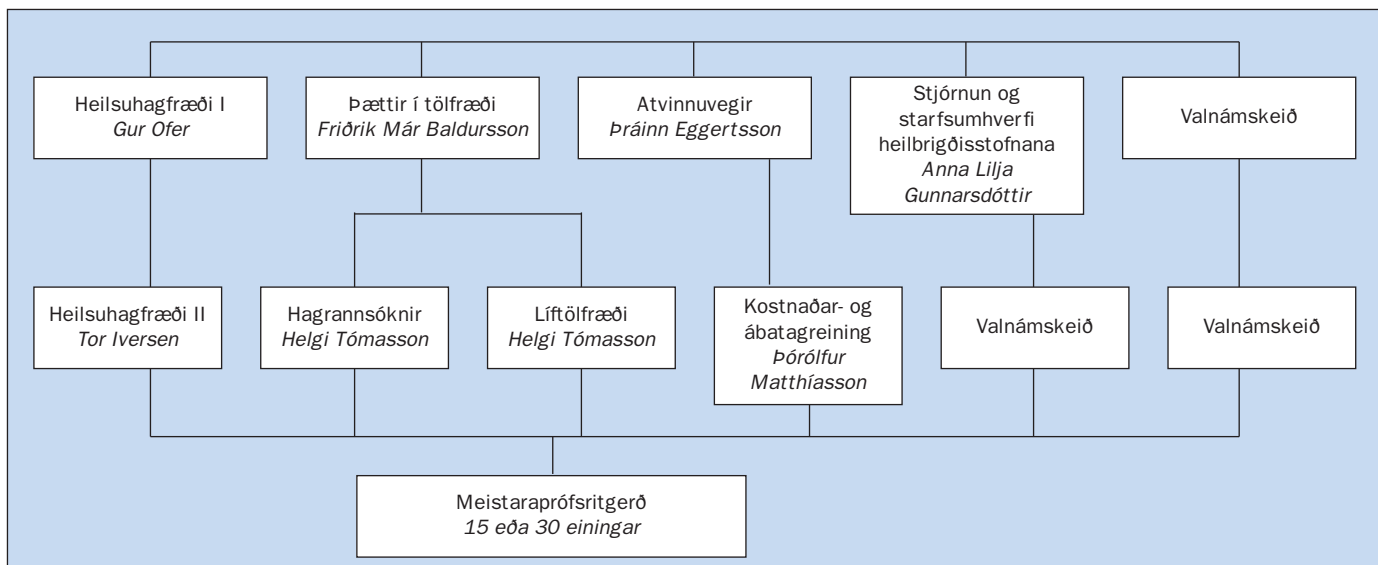 Heilsuhagfræði I
Gur Ofer
Þættir í tölfræði
Friðrik Már Baldursson
Atvinnuvegir
Þráinn Eggertsson
Stjórnun og
starfsumhverfi
heilbrigðisstofnana
Anna Lilja
Gunnarsdóttir
Valnámskeið
Heilsuhagfræði II
Tor Iversen
Hagrannsóknir
Helgi Tómasson
Líftölfræði
Helgi Tómasson
Kostnaðar- og
ábatagreining
Þórólfur
Matthíasson
Valnámskeið
Valnámskeið
Meistaraprófsritgerð
15 eða 30 einingar